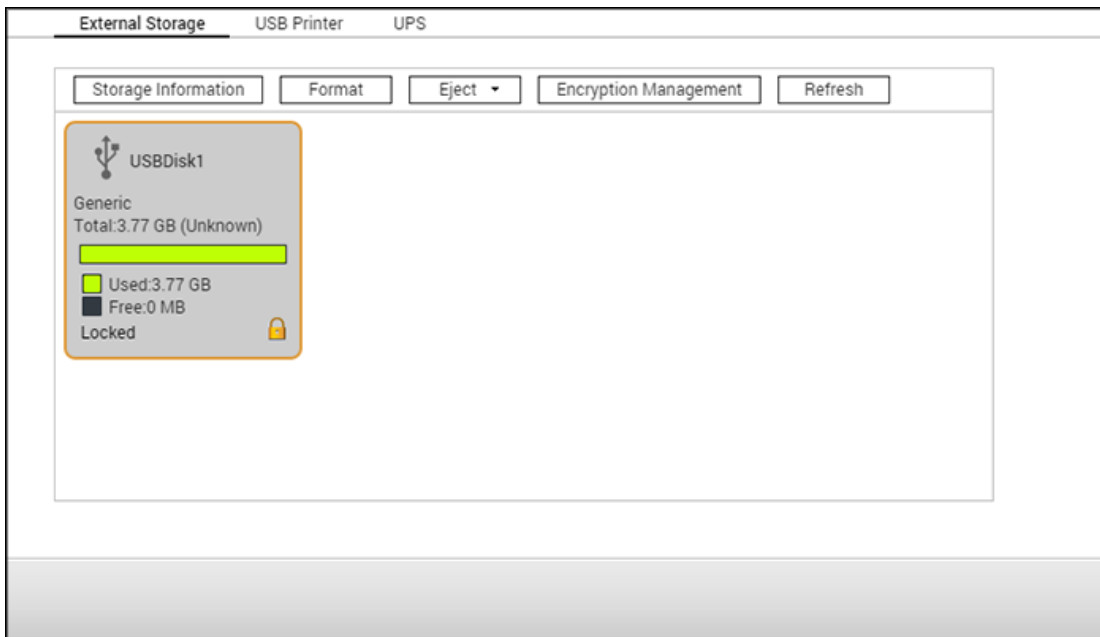 External Storage USB Printer UPS
Storage Information Format Eject Encryption Management Refresh
USBDisk1
Generic
Total:3.77 GB (Unknown)
Used:3.77 GB
Free:0 MB
Locked